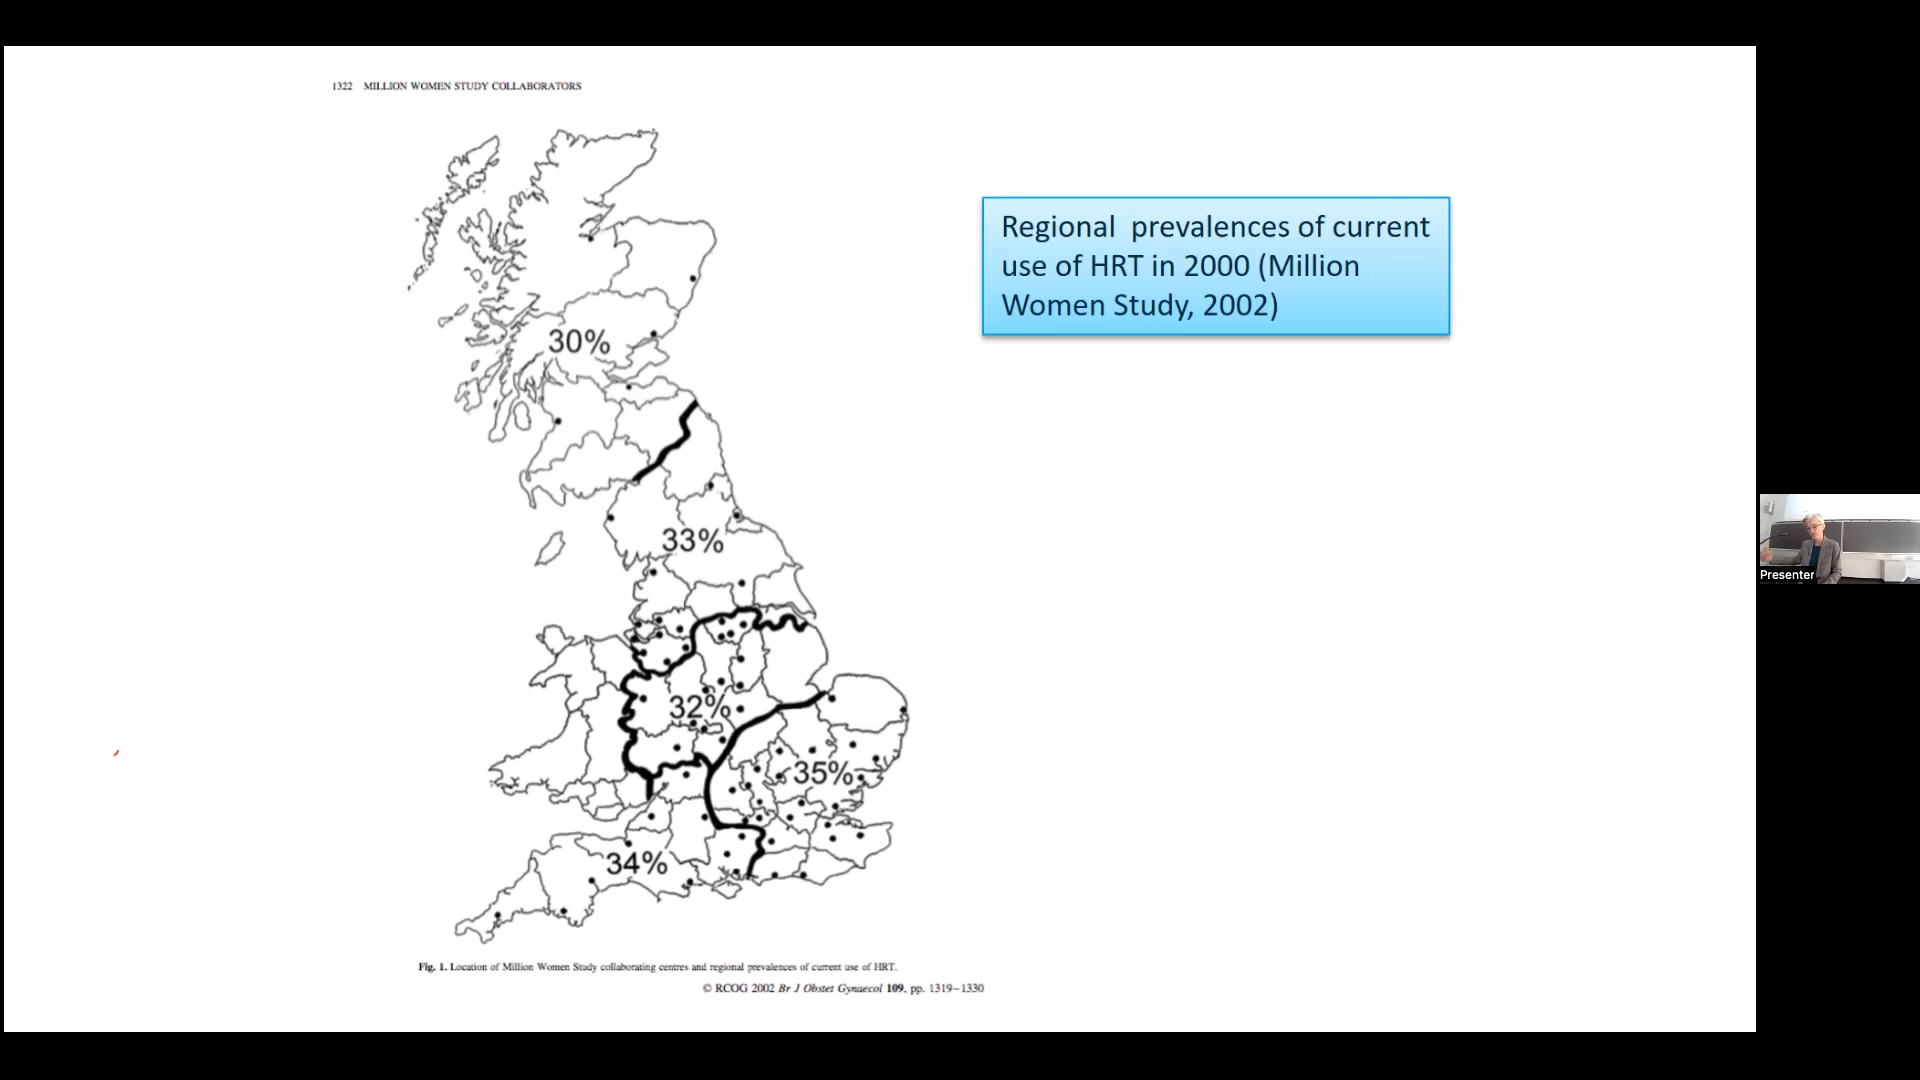 1322 MILLION WOMEN STUDY COLLABORATORS
Regional prevalences of current
use of HRT in 2000 (Million
Women Study, 2002)
30%
33%
32%
35%
34%
Presenter
Fig. 1. Location of Million Women Study collaborating centres and regional prevalences of current use of HRT.
© RCOG 2002 Br J Obstet Gynaecol 109, pp. 1319–1330